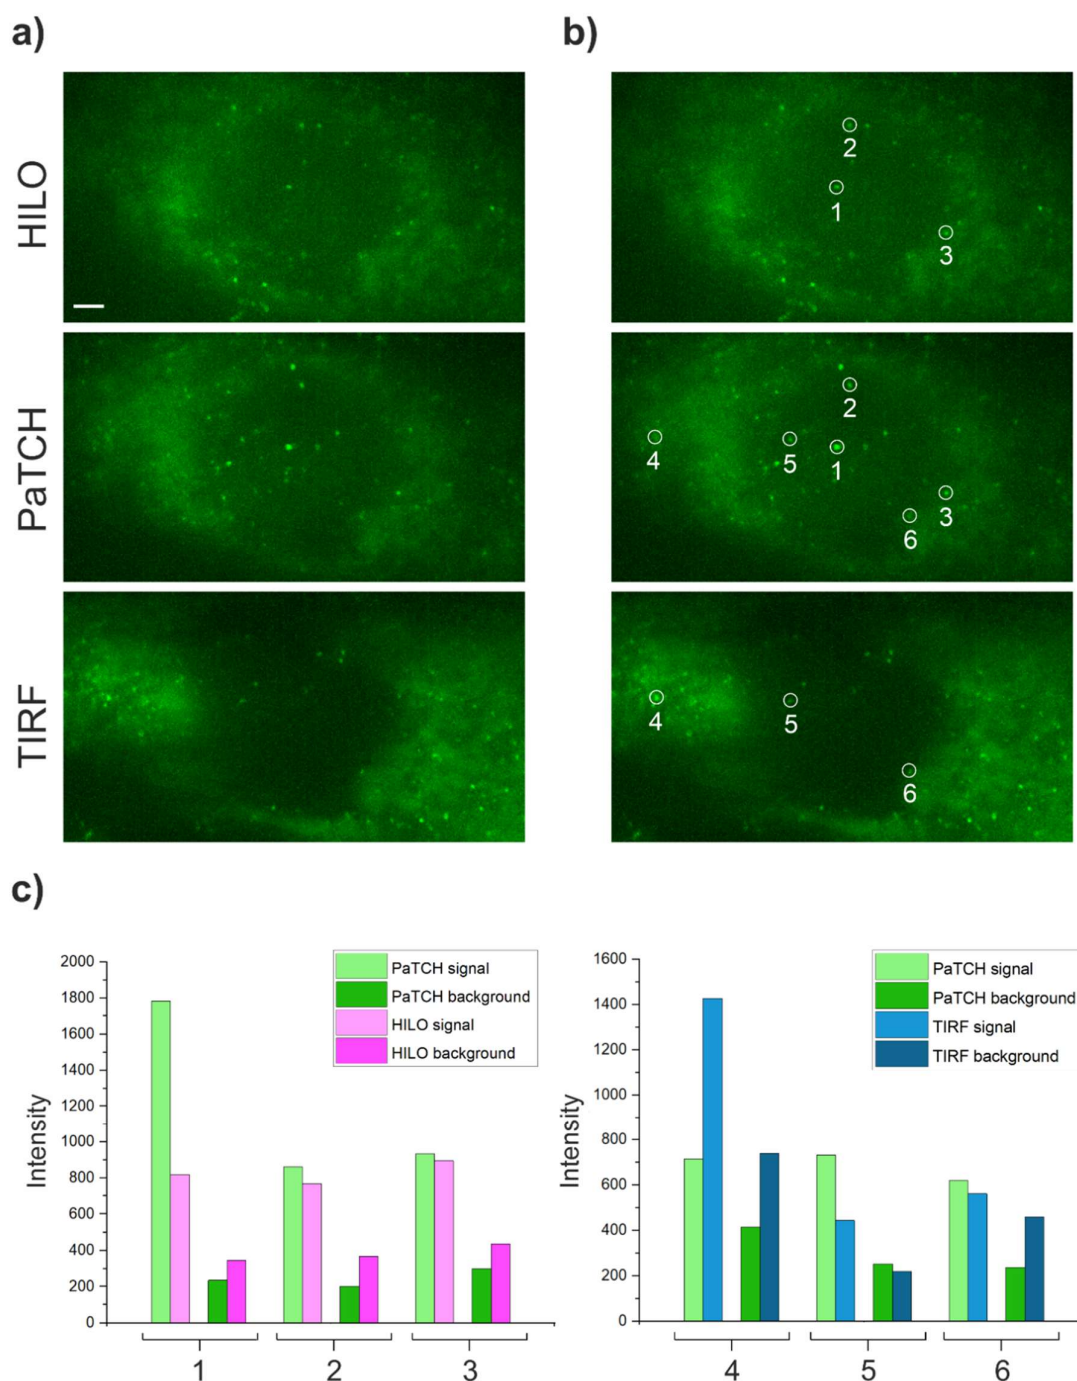 a)
b)
HILO
2
1
3
PaTCH
2
4
5
1
3
6
TIRF
4
5
6
c)
PaTCH signal
PaTCH background
HILO signal
HILO background
Intensity
2000
1800
1600
1400
1200
1000
800
600
400
200
0
1
2
3
PaTCH signal
PaTCH background
TIRF signal
TIRF background
Intensity
1600
1400
1200
1000
800
600
400
200
0
4
5
6